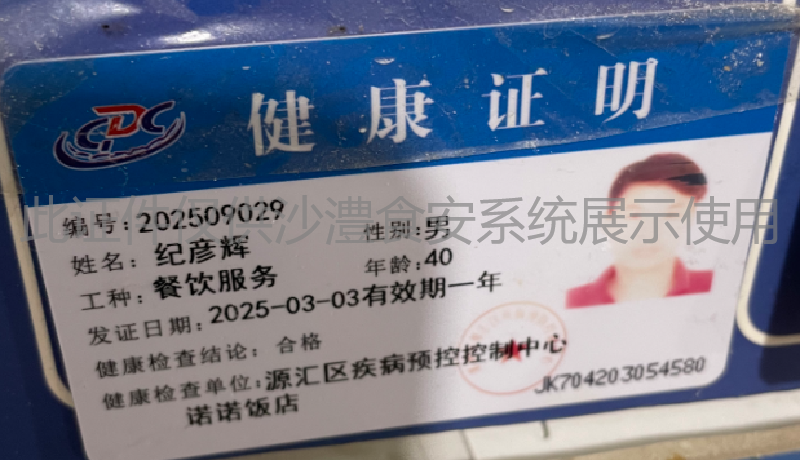 CDC
健康证明
此证件仅供沙澧食安系统展示使用
编号:202509029
姓名: 纪彦辉 性别:男
工种: 餐饮服务 年龄:40
发证日期: 2025-03-03有效期一年
健康检查结论: 合格
健康检查单位:源汇区疾病预控控制中心
诺诺饭店
JK704203054580